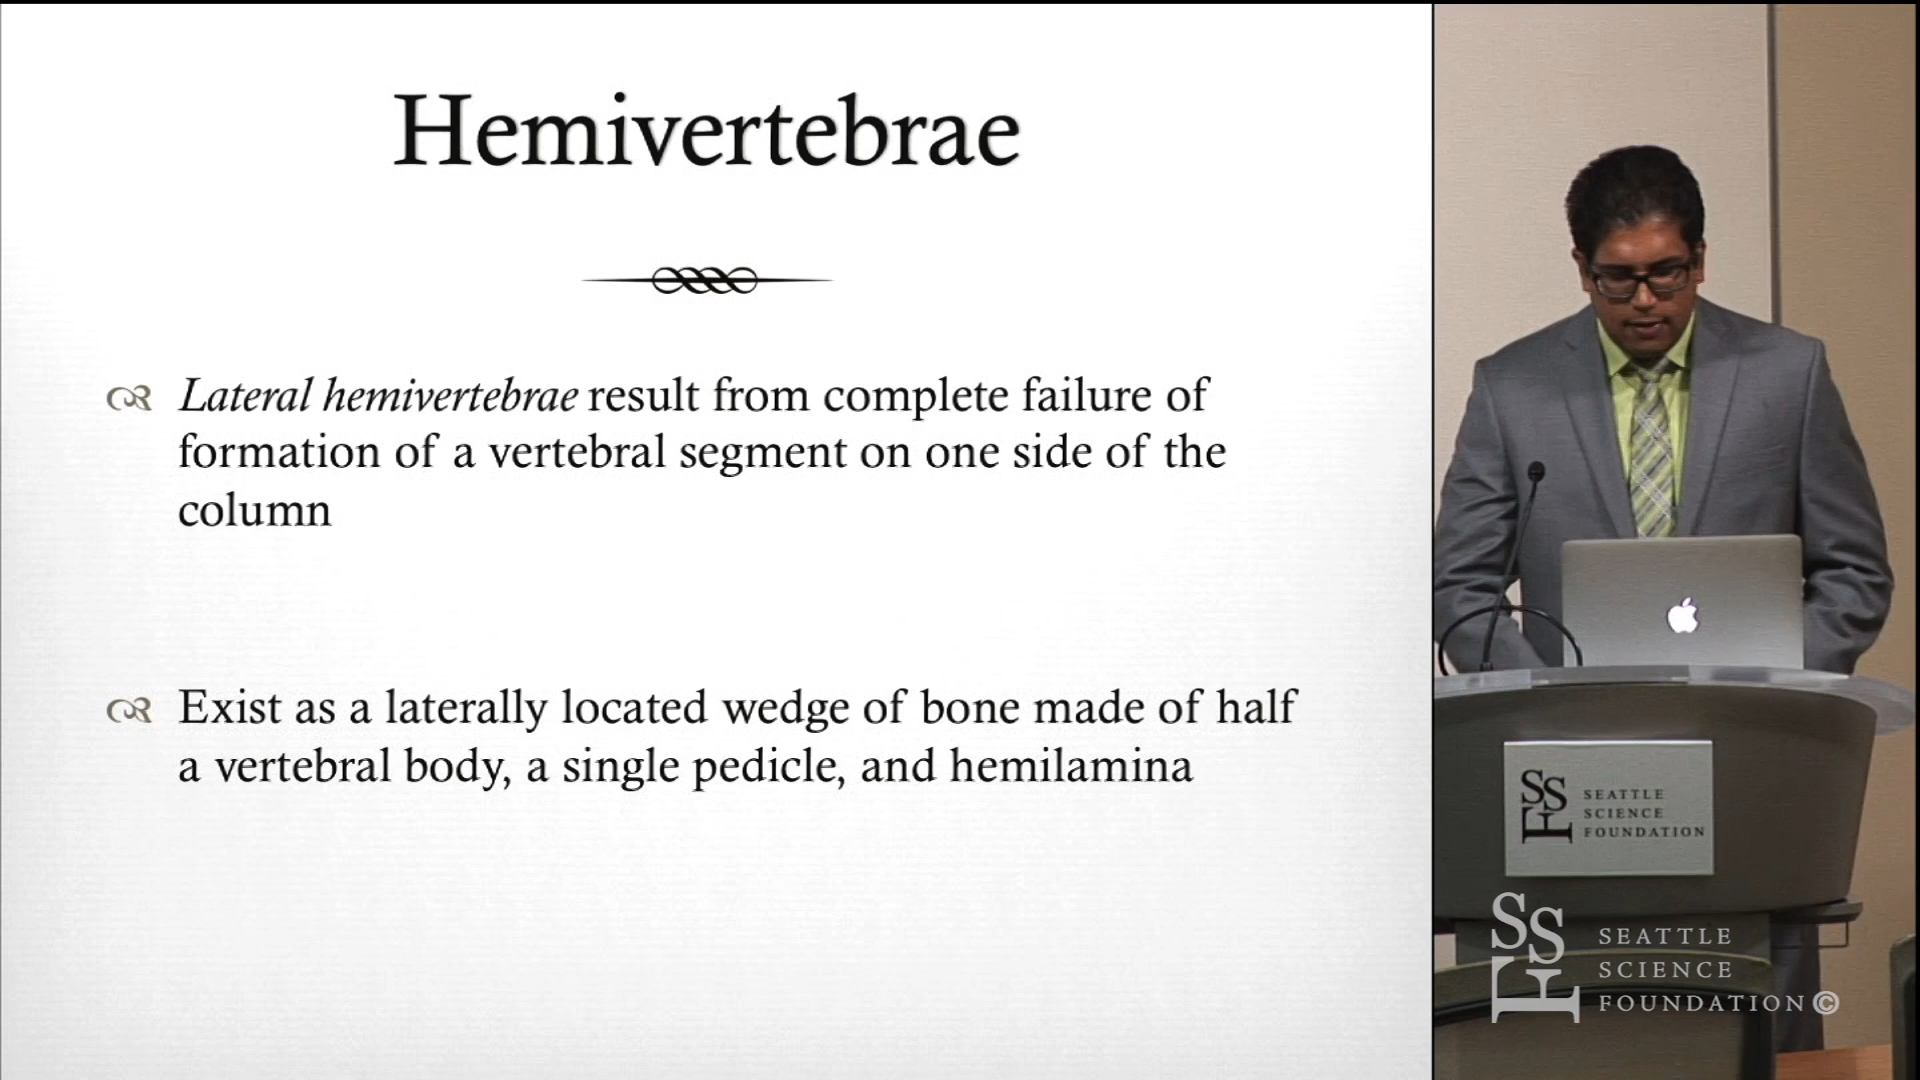 Hemivertebrae
Lateral hemivertebrae result from complete failure of
formation of a vertebral segment on one side of the
column
Exist as a laterally located wedge of bone made of half
a vertebral body, a single pedicle, and hemilamina
SSF
SEATTLE
SCIENCE
FOUNDATION
SSF
SEATTLE
SCIENCE
FOUNDATION©